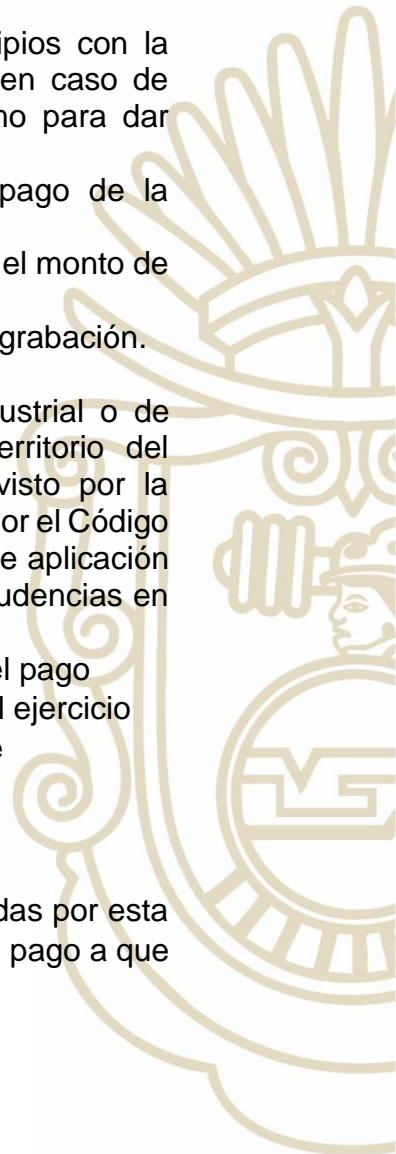 ipios con la
en caso de
no para dar
pago de la
el monto de
grabación.
dustrial o de
erritorio del
visto por la
or el Código
e aplicación
udencias en
el pago
l ejercicio
e
das por esta
pago a que